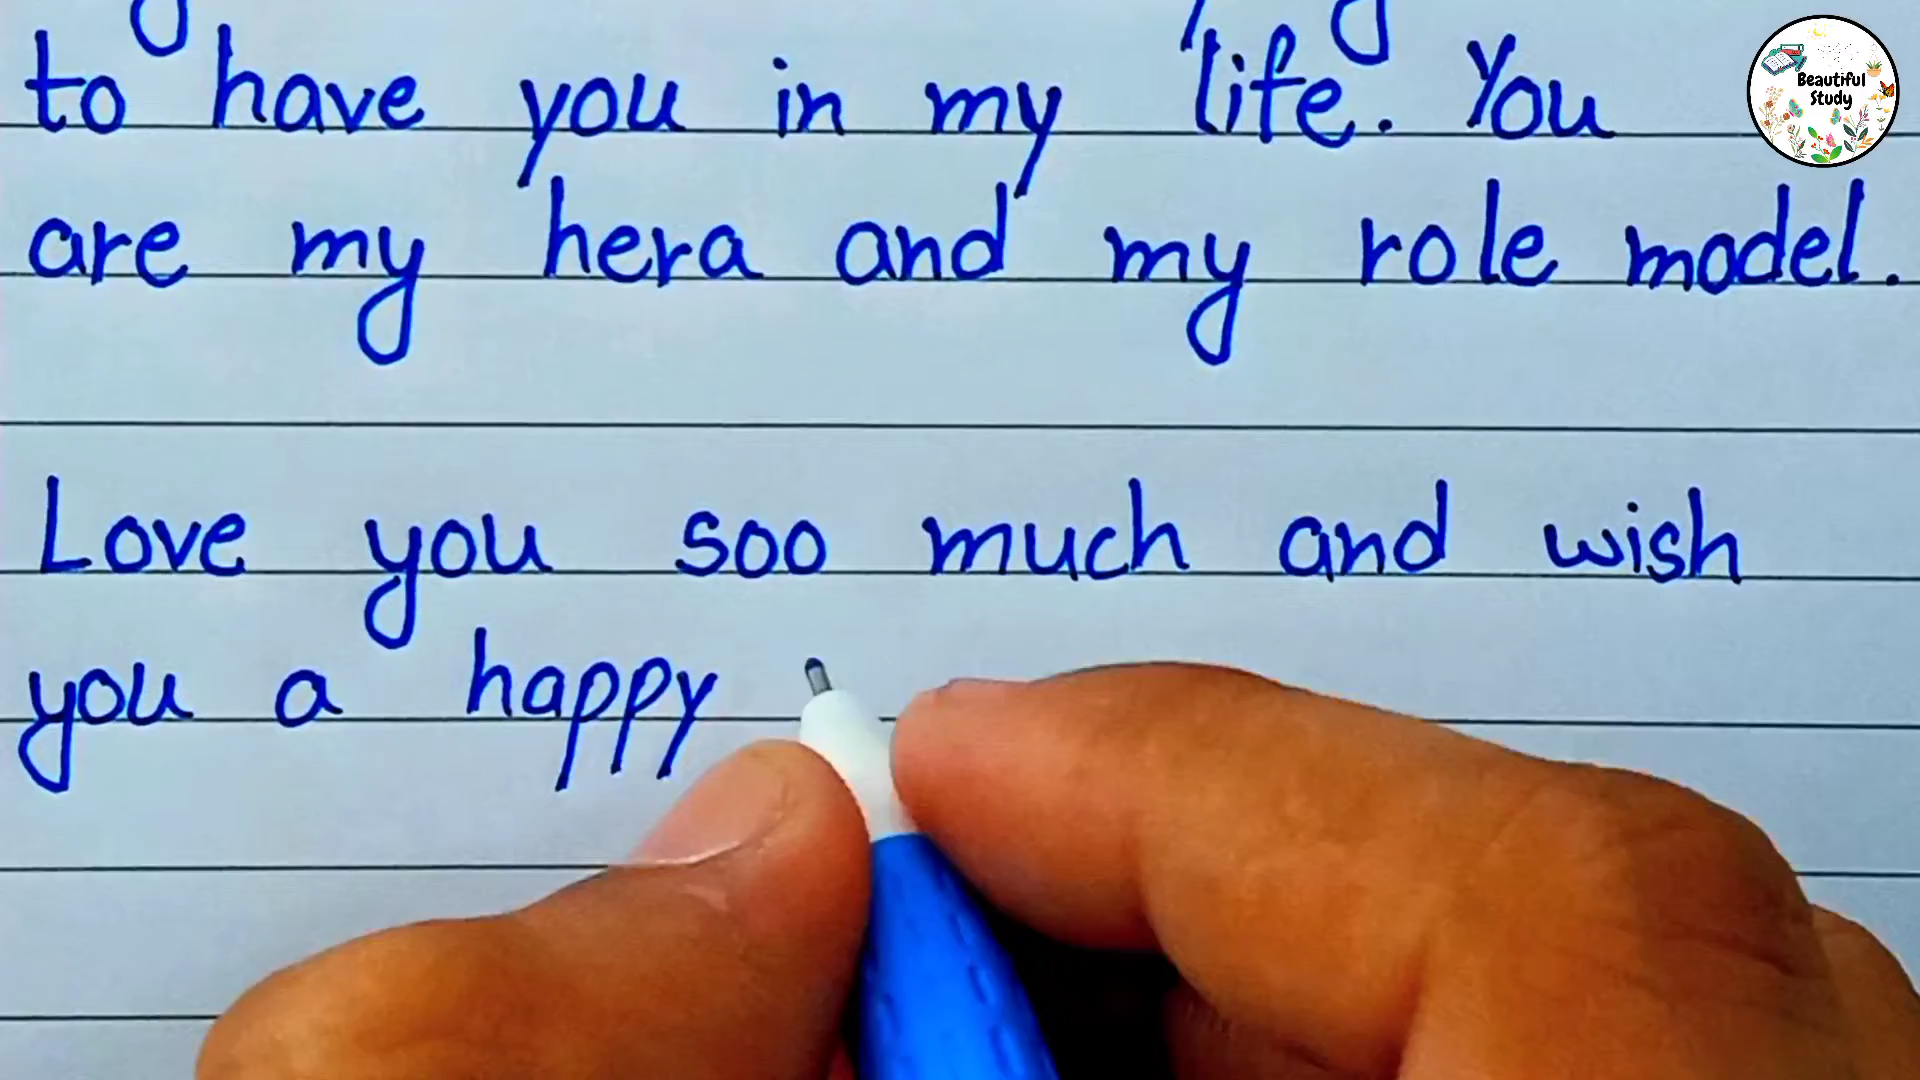 to have you in my life. You
are my hera and my role model.
Love you soo much and wish
you a happy
Beautiful
Study